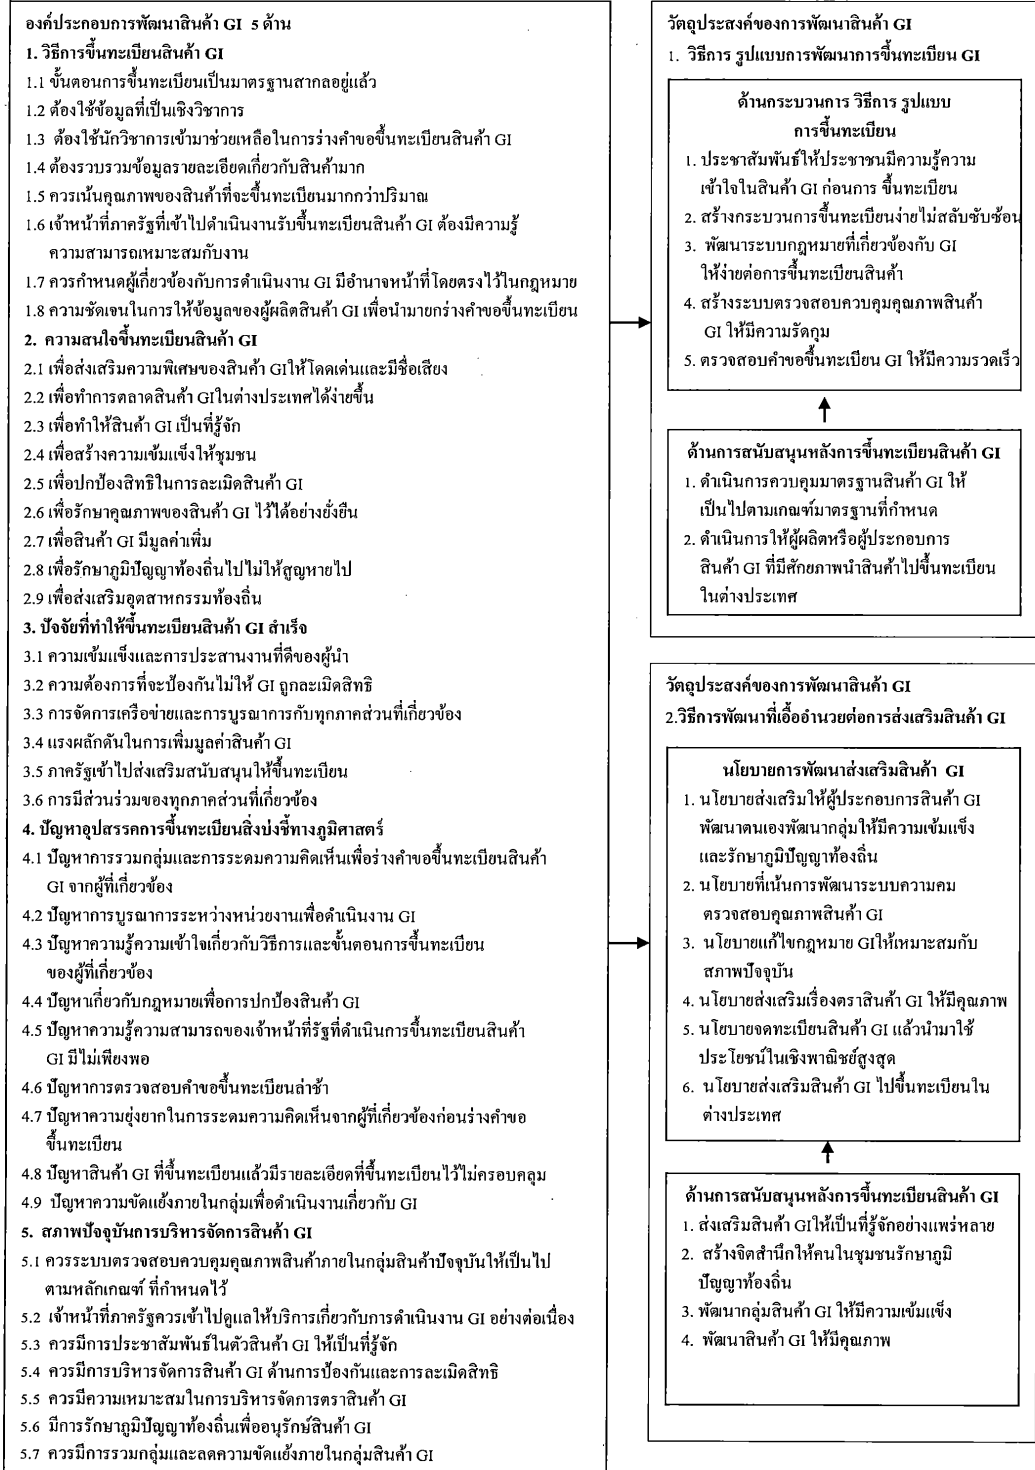 องค์ประกอบการพัฒนาสินค้า GI 5 ด้าน
1. วิธีการขึ้นทะเบียนสินค้า GI
1.1 ขั้นตอนการขึ้นทะเบียนเป็นมาตรฐานสากลอยู่แล้ว
1.2 ต้องใช้ข้อมูลที่เป็นเชิงวิชาการ
1.3 ต้องใช้นักวิชาการเข้ามาช่วยเหลือในการร่างคำขอขึ้นทะเบียนสินค้า GI
1.4 ต้องรวบรวมข้อมูลรายละเอียดเกี่ยวกับสินค้ามาก
1.5 ควรเน้นคุณภาพของสินค้าที่จะขึ้นทะเบียนมากกว่าปริมาณ
1.6 เจ้าหน้าที่ภาครัฐที่เข้าไปดำเนินงานรับขึ้นทะเบียนสินค้า GI ต้องมีความรู้
ความสามารถเหมาะสมกับงาน
1.7 ควรกำหนดผู้เกี่ยวข้องกับการดำเนินงาน GI มีอำนาจหน้าที่โดยตรงไว้ในกฎหมาย
1.8 ความชัดเจนในการให้ข้อมูลของผู้ผลิตสินค้า GI เพื่อนำมายกร่างคำขอขึ้นทะเบียน
2. ความสนใจขึ้นทะเบียนสินค้า GI
2.1 เพื่อส่งเสริมความพิเศษของสินค้า GIให้โดดเด่นและมีชื่อเสียง
2.2 เพื่อทำการตลาดสินค้า GIในต่างประเทศได้ง่ายขึ้น
2.3 เพื่อทำให้สินค้า GI เป็นที่รู้จัก
2.4 เพื่อสร้างความเข้มแข็งให้ชุมชน
2.5 เพื่อปกป้องสิทธิในการละเมิดสินค้า GI
2.6 เพื่อรักษาคุณภาพของสินค้า GI ไว้ได้อย่างยั่งยืน
2.7 เพื่อสินค้า GI มีมูลค่าเพิ่ม
2.8 เพื่อรักษาภูมิปัญญาท้องถิ่นไปไม่ให้สูญหายไป
2.9 เพื่อส่งเสริมอุตสาหกรรมท้องถิ่น
3. ปัจจัยที่ทำให้ขึ้นทะเบียนสินค้า GI สำเร็จ
3.1 ความเข้มแข็งและการประสานงานที่ดีของผู้นำ
3.2 ความต้องการที่จะป้องกันไม่ให้ GI ถูกละเมิดสิทธิ
3.3 การจัดการเครือข่ายและการบูรณาการกับทุกภาคส่วนที่เกี่ยวข้อง
3.4 แรงผลักดันในการเพิ่มมูลค่าสินค้า GI
3.5 ภาครัฐเข้าไปส่งเสริมสนับสนุนให้ขึ้นทะเบียน
3.6 การมีส่วนร่วมของทุกภาคส่วนที่เกี่ยวข้อง
4. ปัญหาอุปสรรคการขึ้นทะเบียนสิ่งบ่งชี้ทางภูมิศาสตร์
4.1 ปัญหาการรวมกลุ่มและการระดมความคิดเห็นเพื่อร่างคำขอขึ้นทะเบียนสินค้า
GI จากผู้ที่เกี่ยวข้อง
4.2 ปัญหาการบูรณาการระหว่างหน่วยงานเพื่อดำเนินงาน GI
4.3 ปัญหาความรู้ความเข้าใจเกี่ยวกับวิธีการและขั้นตอนการขึ้นทะเบียน
ของผู้ที่เกี่ยวข้อง
4.4 ปัญหาเกี่ยวกับกฎหมายเพื่อการปกป้องสินค้า GI
4.5 ปัญหาความรู้ความสามารถของเจ้าหน้าที่รัฐที่ดำเนินการขึ้นทะเบียนสินค้า
GI มีไม่เพียงพอ
4.6 ปัญหาการตรวจสอบคำขอขึ้นทะเบียนล่าช้า
4.7 ปัญหาความยุ่งยากในการระดมความคิดเห็นจากผู้ที่เกี่ยวข้องก่อนร่างคำขอ
ขึ้นทะเบียน
4.8 ปัญหาสินค้า GI ที่ขึ้นทะเบียนแล้วมีรายละเอียดที่ขึ้นทะเบียนไว้ไม่ครอบคลุม
4.9 ปัญหาความขัดแย้งภายในกลุ่มเพื่อดำเนินงานเกี่ยวกับ GI
5. สภาพปัจจุบันการบริหารจัดการสินค้า GI
5.1 ควรระบบตรวจสอบควบคุมคุณภาพสินค้าภายในกลุ่มสินค้าปัจจุบันให้เป็นไป
ตามหลักเกณฑ์ ที่กำหนดไว้
5.2 เจ้าหน้าที่ภาครัฐควรเข้าไปดูแลให้บริการเกี่ยวกับการดำเนินงาน GI อย่างต่อเนื่อง
5.3 ควรมีการประชาสัมพันธ์ในตัวสินค้า GI ให้เป็นที่รู้จัก
5.4 ควรมีการบริหารจัดการสินค้า GI ด้านการป้องกันและการละเมิดสิทธิ
5.5 ควรมีความเหมาะสมในการบริหารจัดการตราสินค้า GI
5.6 มีการรักษาภูมิปัญญาท้องถิ่นเพื่ออนุรักษ์สินค้า GI
5.7 ควรมีการรวมกลุ่มและลดความขัดแย้งภายในกลุ่มสินค้า GI
วัตถุประสงค์ของการพัฒนาสินค้า GI
1. วิธีการ รูปแบบการพัฒนาการขึ้นทะเบียน GI
ด้านกระบวนการ วิธีการ รูปแบบ
การขึ้นทะเบียน
1. ประชาสัมพันธ์ให้ประชาชนมีความรู้ความ
เข้าใจในสินค้า GI ก่อนการ ขึ้นทะเบียน
2. สร้างกระบวนการขึ้นทะเบียนง่ายไม่สลับซับซ้อน
3. พัฒนาระบบกฎหมายที่เกี่ยวข้องกับ GI
ให้ง่ายต่อการขึ้นทะเบียนสินค้า
4. สร้างระบบตรวจสอบควบคุมคุณภาพสินค้า
GI ให้มีความรัดกุม
5. ตรวจสอบคำขอขึ้นทะเบียน GI ให้มีความรวดเร็ว
ด้านการสนับสนุนหลังการขึ้นทะเบียนสินค้า GI
1. ดำเนินการควบคุมมาตรฐานสินค้า GI ให้
เป็นไปตามเกณฑ์มาตรฐานที่กำหนด
2. ดำเนินการให้ผู้ผลิตหรือผู้ประกอบการ
สินค้า GI ที่มีศักยภาพนำสินค้าไปขึ้นทะเบียน
ในต่างประเทศ
วัตถุประสงค์ของการพัฒนาสินค้า GI
2.วิธีการพัฒนาที่เอื้ออำนวยต่อการส่งเสริมสินค้า GI
นโยบายการพัฒนาส่งเสริมสินค้า GI
1. นโยบายส่งเสริมให้ผู้ประกอบการสินค้า GI
พัฒนาตนเองพัฒนากลุ่มให้มีความเข้มแข็ง
และรักษาภูมิปัญญาท้องถิ่น
2. นโยบายที่เน้นการพัฒนาระบบความคม
ตรวจสอบคุณภาพสินค้า GI
3. นโยบายแก้ไขกฎหมาย GIให้เหมาะสมกับ
สภาพปัจจุบัน
4. นโยบายส่งเสริมเรื่องตราสินค้า GI ให้มีคุณภาพ
5. นโยบายจดทะเบียนสินค้า GI แล้วนำมาใช้
ประโยชน์ในเชิงพาณิชย์สูงสุด
6. นโยบายส่งเสริมสินค้า GI ไปขึ้นทะเบียนใน
ต่างประเทศ
ด้านการสนับสนุนหลังการขึ้นทะเบียนสินค้า GI
1. ส่งเสริมสินค้า GIให้เป็นที่รู้จักอย่างแพร่หลาย
2. สร้างจิตสำนึกให้คนในชุมชนรักษาภูมิ
ปัญญาท้องถิ่น
3. พัฒนากลุ่มสินค้า GI ให้มีความเข้มแข็ง
4. พัฒนาสินค้า GI ให้มีคุณภาพ